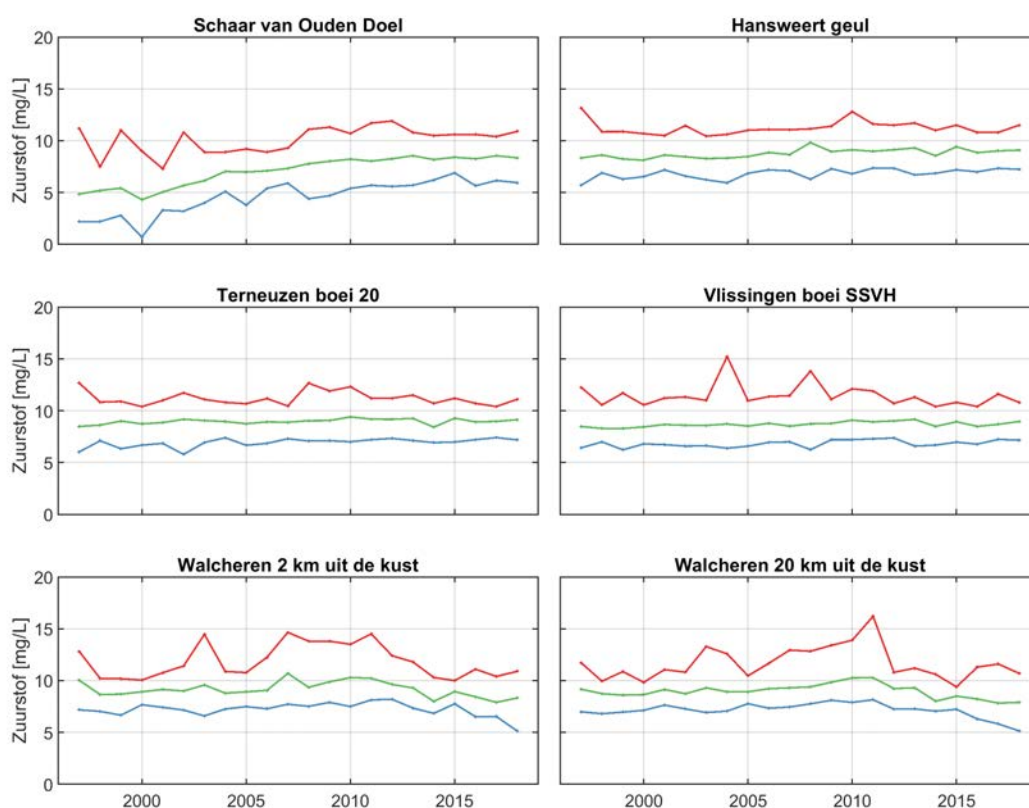 Schaar van Ouden Doel
Hansweert geul
20
15
10
5
0
Zuurstof [mg/L]
Terneuzen boei 20
Vlissingen boei SSVH
20
15
10
5
0
Zuurstof [mg/L]
Walcheren 2 km uit de kust
Walcheren 20 km uit de kust
20
15
10
5
0
Zuurstof [mg/L]
2000 2005 2010 2015
2000 2005 2010 2015